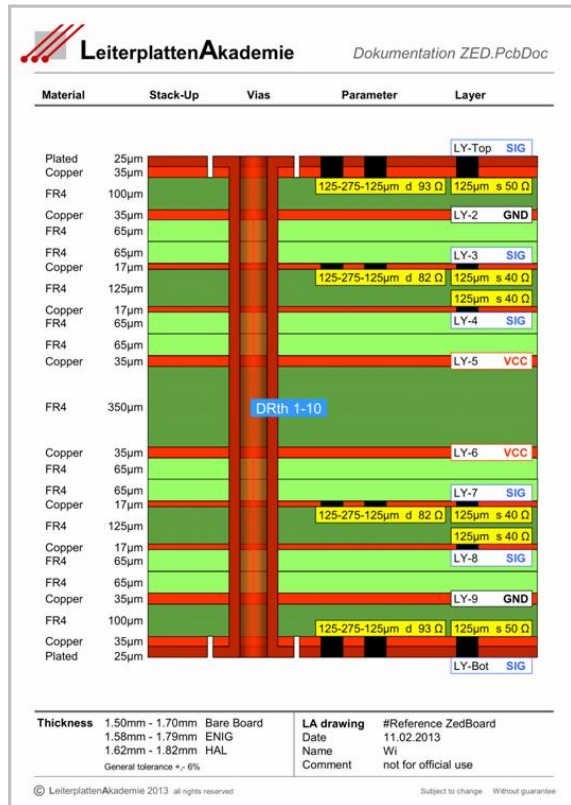 LeiterplattenAkademie Dokumentation ZED.PcbDoc
Material Stack-Up Vias Parameter Layer
LY-Top SIG
Plated 25µm
Copper 35µm
125-275-125µm d 93 Ω 125µm s 50 Ω
FR4 100µm
Copper 35µm LY-2 GND
FR4 65µm
FR4 65µm LY-3 SIG
Copper 17µm
125-275-125µm d 82 Ω 125µm s 40 Ω
FR4 125µm
125µm s 40 Ω
Copper 17µm
FR4 65µm LY-4 SIG
FR4 65µm
Copper 35µm LY-5 VCC
FR4 350µm DRth 1-10
Copper 35µm LY-6 VCC
FR4 65µm
FR4 65µm LY-7 SIG
Copper 17µm
125-275-125µm d 82 Ω 125µm s 40 Ω
FR4 125µm
125µm s 40 Ω
Copper 17µm
FR4 65µm LY-8 SIG
FR4 65µm
Copper 35µm LY-9 GND
FR4 100µm
125-275-125µm d 93 Ω 125µm s 50 Ω
Copper 35µm
Plated 25µm
LY-Bot SIG
Thickness 1.50mm - 1.70mm Bare Board LA drawing #Reference ZedBoard
1.58mm - 1.79mm ENIG Date 11.02.2013
1.62mm - 1.82mm HAL Name Wi
General tolerance +,- 6% Comment not for official use
© LeiterplattenAkademie 2013 all rights reserved Subject to change Without guarantee